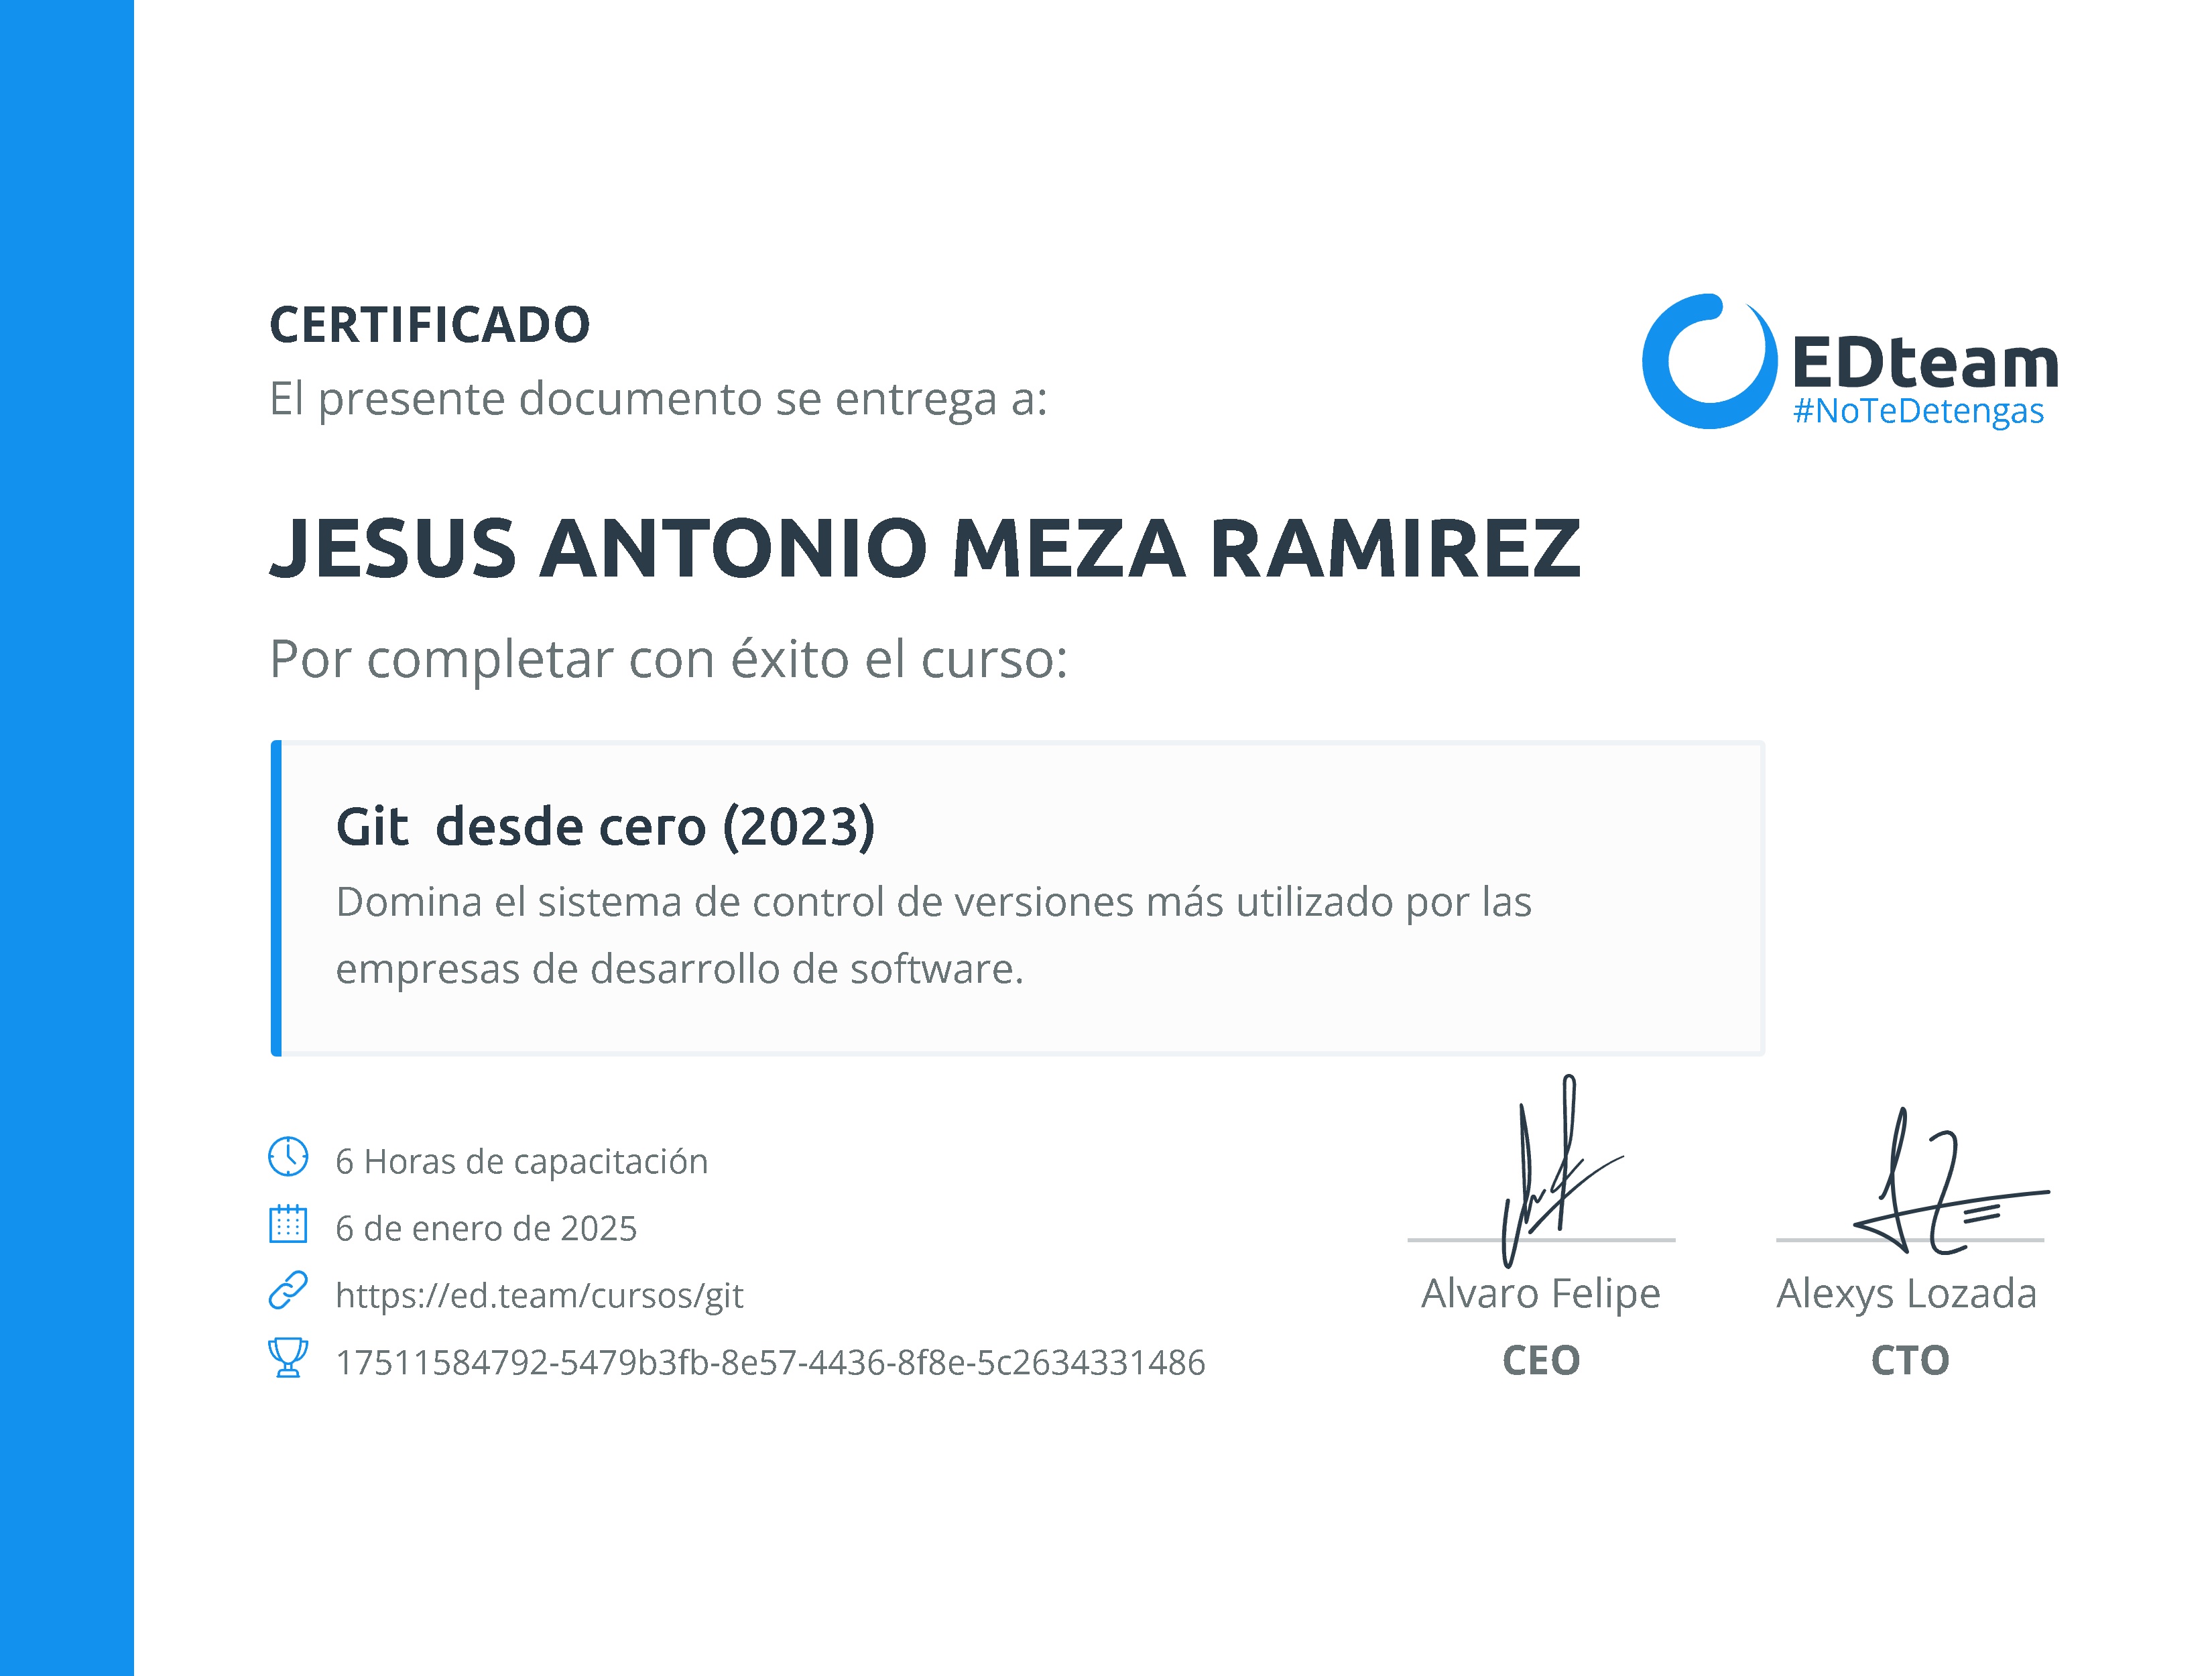 CERTIFICADO
El presente documento se entrega a:
EDteam
#NoTeDetengas
JESUS ANTONIO MEZA RAMIREZ
Por completar con éxito el curso:
Git  desde cero (2023)
Domina el sistema de control de versiones más utilizado por las
empresas de desarrollo de software.
6 Horas de capacitación
6 de enero de 2025
https://ed.team/cursos/git
17511584792-5479b3fb-8e57-4436-8f8e-5c2634331486
Alvaro Felipe
CEO
Alexys Lozada
CTO